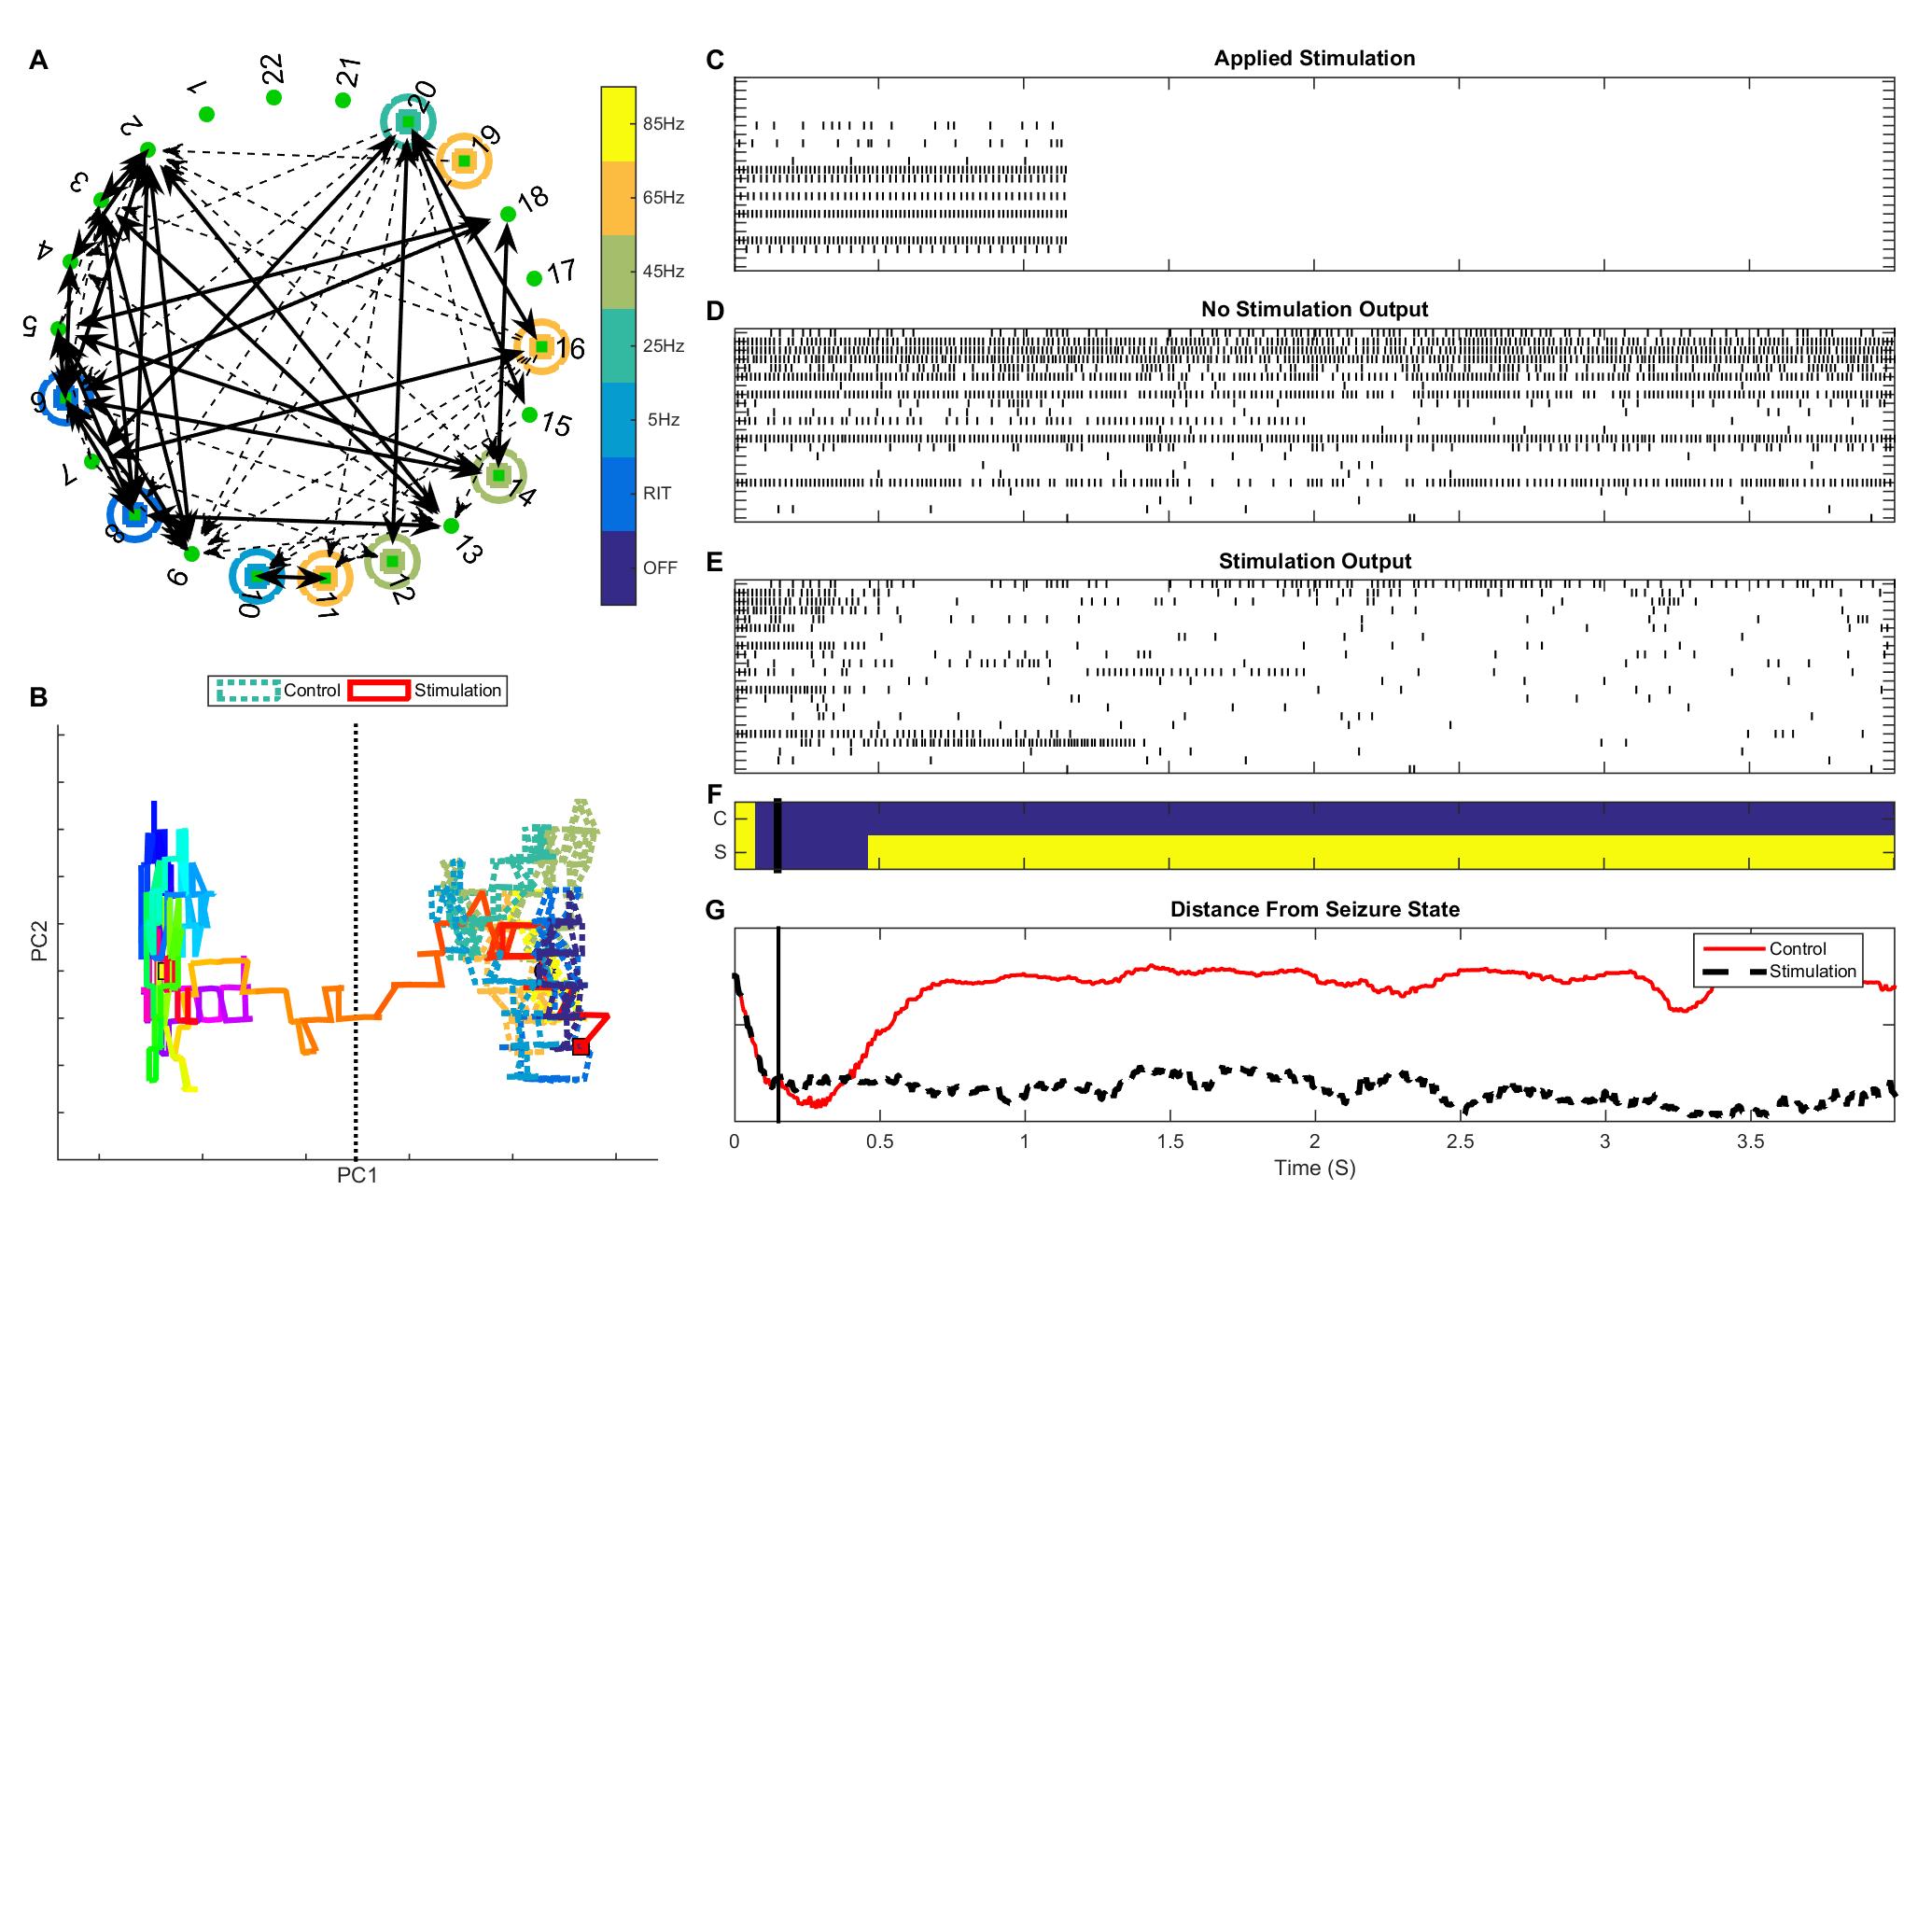 A
1
22
21
20
19
18
17
16
15
14
13
12
11
10
9
8
7
6
5
4
3
2
85Hz
65Hz
45Hz
25Hz
5Hz
RIT
OFF
B
Control
Stimulation
PC2
PC1
C
Applied Stimulation
D
No Stimulation Output
E
Stimulation Output
F
C
S
G
Distance From Seizure State
Control
Stimulation
0 0.5 1 1.5 2 2.5 3 3.5
Time (S)